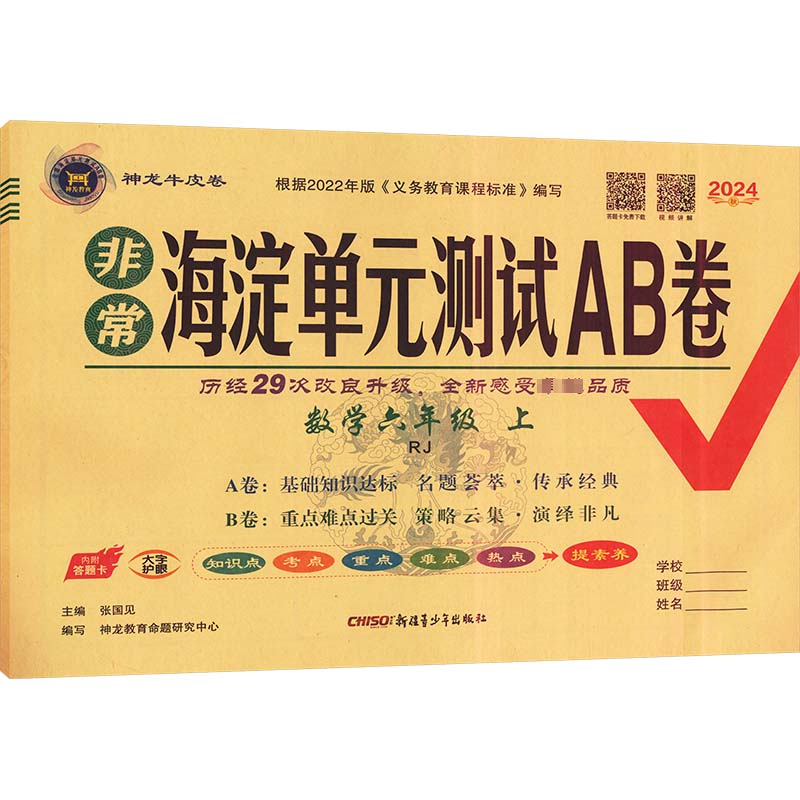 神龙教育
神龙牛皮卷
根据2022年版《义务教育课程标准》编写
答题卡免费下载
视频讲解
2024
秋
非常
海淀单元测试AB卷
历经29次改良升级，全新感受品质
数学六年级 上
RJ
A卷：基础知识达标 名题荟萃·传承经典
B卷：重点难点过关 策略云集·演绎非凡
内附
答题卡
大字
护眼
知识点 考点 重点 难点 热点 提素养
学校
班级
姓名
主编 张国见
编写 神龙教育命题研究中心
CHISO 新疆青少年出版社